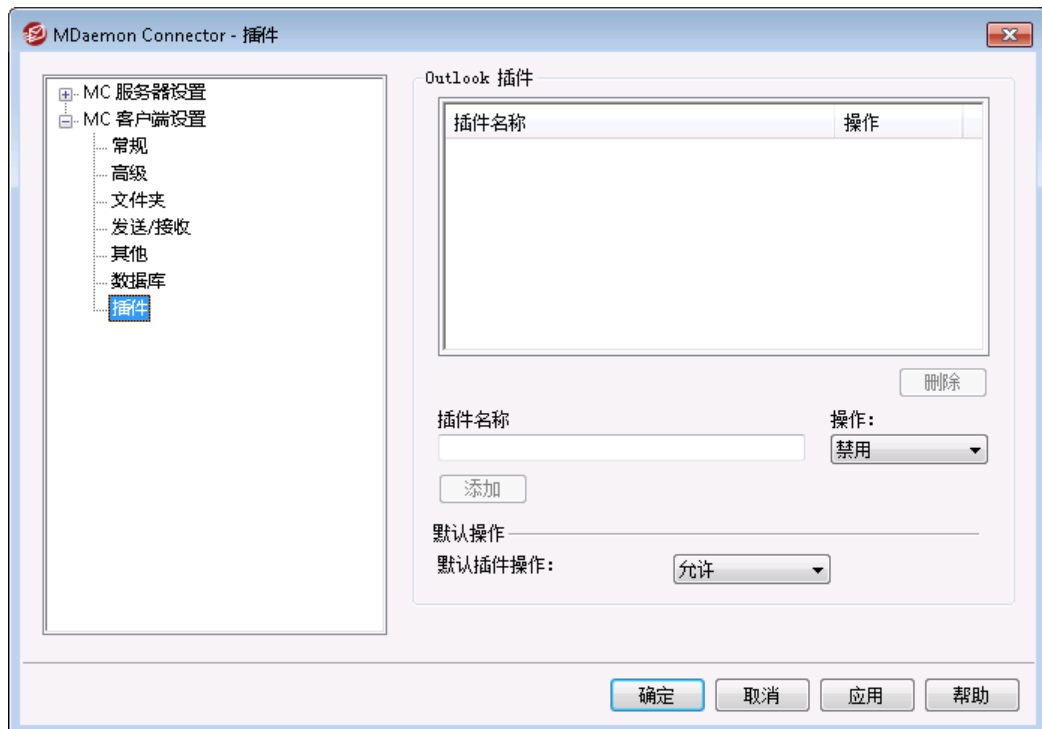 MDaemon Connector - 插件
MC 服务器设置
MC 客户端设置
常规
高级
文件夹
发送/接收
其他
数据库
插件
Outlook 插件
插件名称 操作
删除
插件名称 操作:
禁用
添加
默认操作
默认插件操作: 允许
确定 取消 应用 帮助